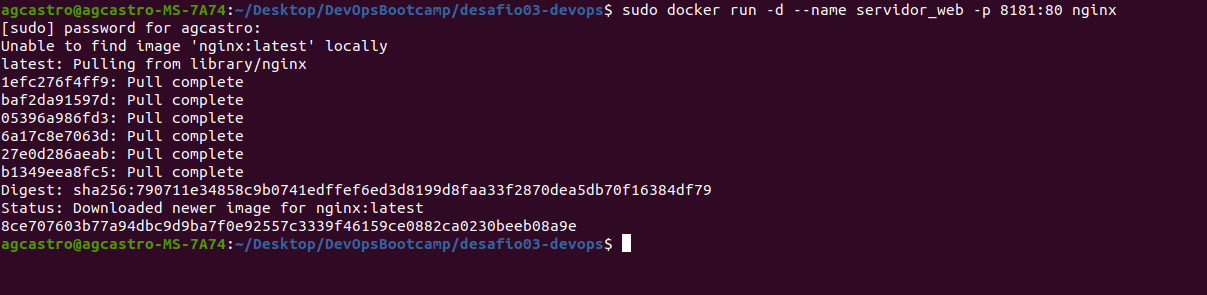 agcastro@agcastro-MS-7A74:~/Desktop/DevOpsBootcamp/desafio03-devops$ sudo docker run -d --name servidor_web -p 8181:80 nginx
[sudo] password for agcastro:
Unable to find image 'nginx:latest' locally
latest: Pulling from library/nginx
1efc276f4ff9: Pull complete
baf2da91597d: Pull complete
05396a986fd3: Pull complete
6a17c8e7063d: Pull complete
27e0d286aeab: Pull complete
b1349eea8fc5: Pull complete
Digest: sha256:790711e34858c9b0741edffef6ed3d8199d8faa33f2870dea5db70f16384df79
Status: Downloaded newer image for nginx:latest
8ce707603b77a94dbc9d9ba7f0e92557c3339f46159ce0882ca0230beeb08a9e
agcastro@agcastro-MS-7A74:~/Desktop/DevOpsBootcamp/desafio03-devops$